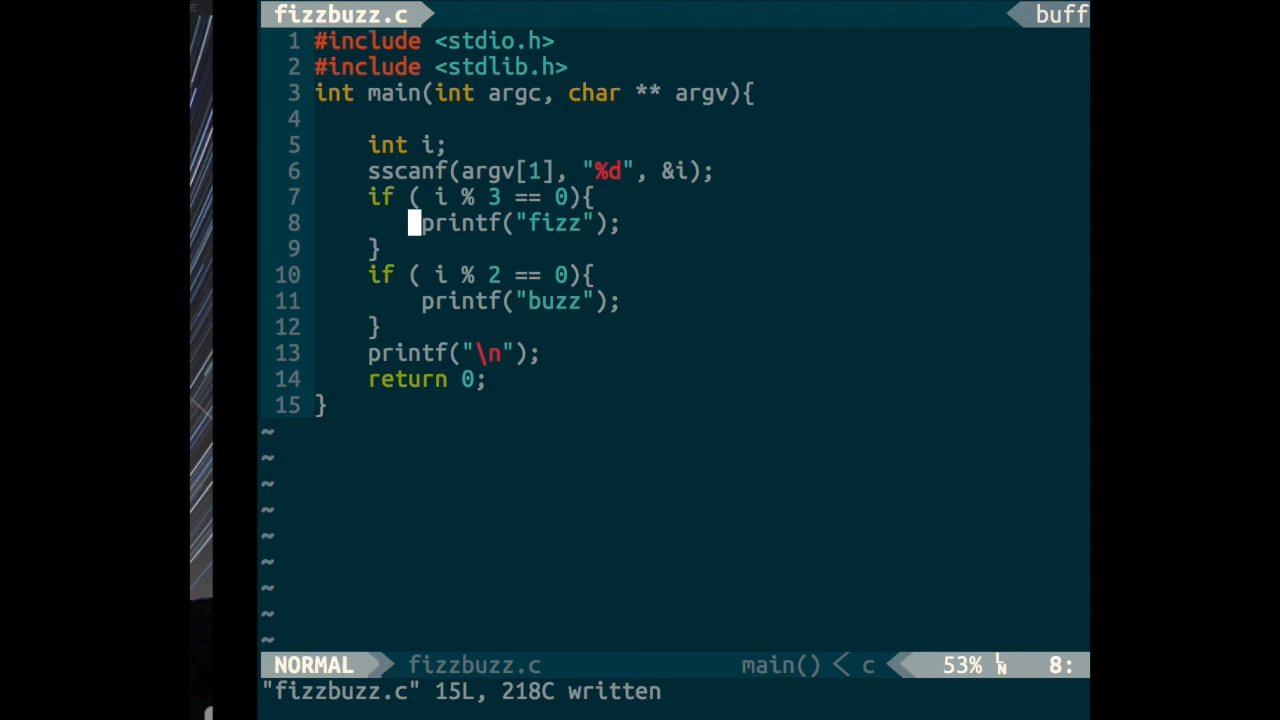 fizzbuzz.c buff
1 #include <stdio.h>
2 #include <stdlib.h>
3 int main(int argc, char ** argv){
4
5     int i;
6     sscanf(argv[1], "%d", &i);
7     if ( i % 3 == 0){
8         printf("fizz");
9     }
10     if ( i % 2 == 0){
11         printf("buzz");
12     }
13     printf("\n");
14     return 0;
15 }
~
~
~
~
~
~
~
~
~
NORMAL fizzbuzz.c main() < c 53% LN 8:
"fizzbuzz.c" 15L, 218C written